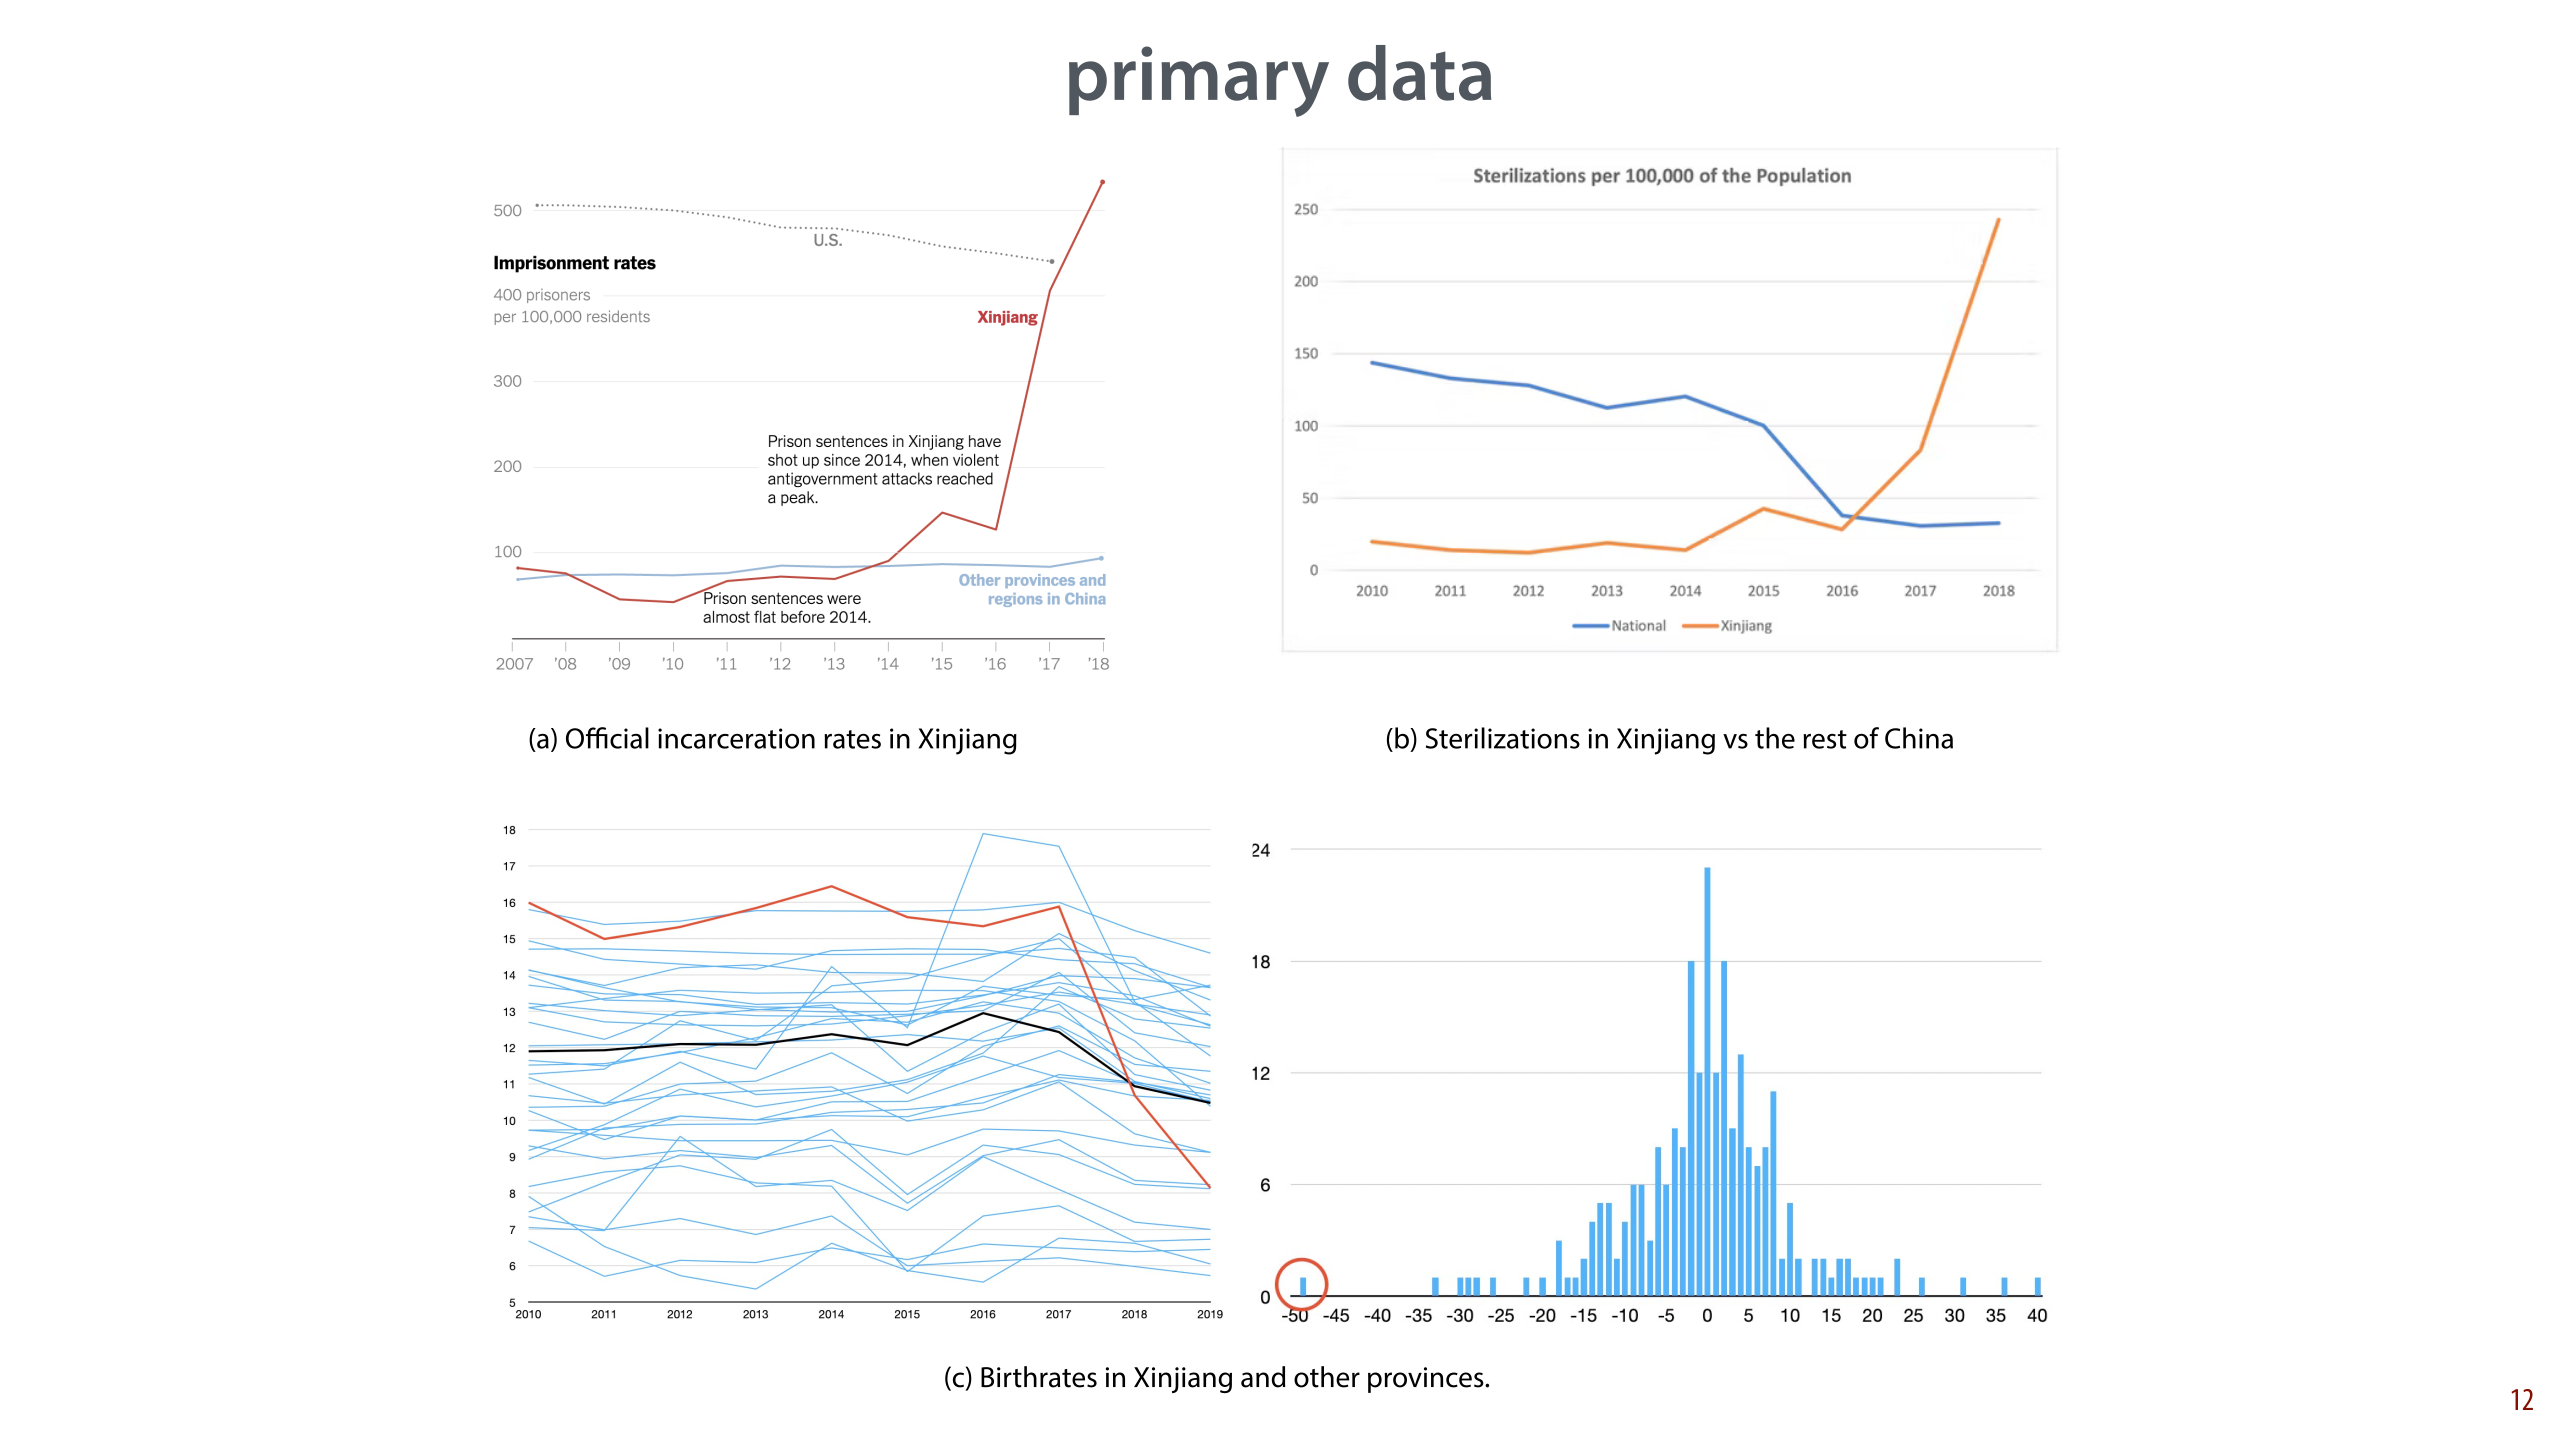 primary data
500
U.S.
Imprisonment rates
400 prisoners
per 100,000 residents
Xinjiang
300
Prison sentences in Xinjiang have
shot up since 2014, when violent
antigovernment attacks reached
a peak.
200
100
Other provinces and
regions in China
Prison sentences were
almost flat before 2014.
2007 ’08 ’09 ’10 ’11 ’12 ’13 ’14 ’15 ’16 ’17 ’18
(a) Official incarceration rates in Xinjiang
Sterilizations per 100,000 of the Population
250
200
150
100
50
0
2010 2011 2012 2013 2014 2015 2016 2017 2018
National Xinjiang
(b) Sterilizations in Xinjiang vs the rest of China
18
17
16
15
14
13
12
11
10
9
8
7
6
5
2010 2011 2012 2013 2014 2015 2016 2017 2018 2019
24
18
12
6
0
-50 -45 -40 -35 -30 -25 -20 -15 -10 -5 0 5 10 15 20 25 30 35 40
(c) Birthrates in Xinjiang and other provinces.
12